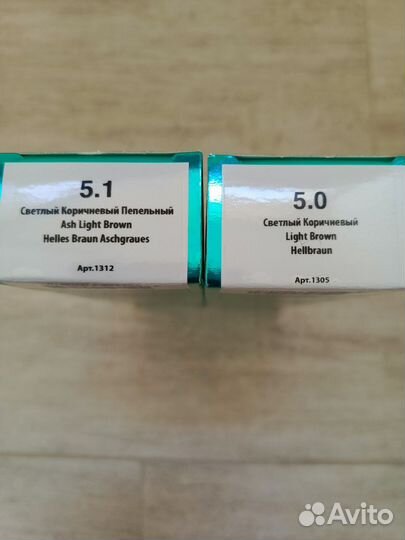 5.1
Светлый Коричневый Пепельный
Ash Light Brown
Helles Braun Aschgraues
Арт.1312
5.0
Светлый Коричневый
Light Brown
Hellbraun
Арт.1305
Avito